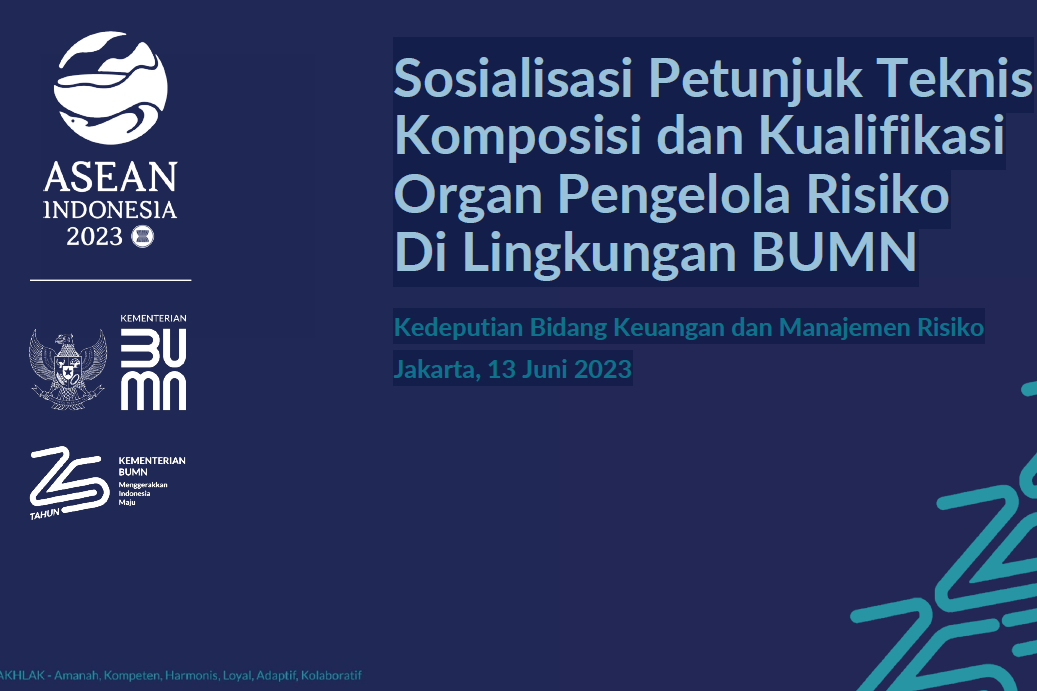 ASEAN
INDONESIA
2023
KEMENTERIAN
BUMN
25
TAHUN
KEMENTERIAN
BUMN
Menggerakkan
Indonesia
Maju
Sosialisasi Petunjuk Teknis
Komposisi dan Kualifikasi
Organ Pengelola Risiko
Di Lingkungan BUMN
Kedeputian Bidang Keuangan dan Manajemen Risiko
Jakarta, 13 Juni 2023
AKHLAK - Amanah, Kompeten, Harmonis, Loyal, Adaptif, Kolaboratif